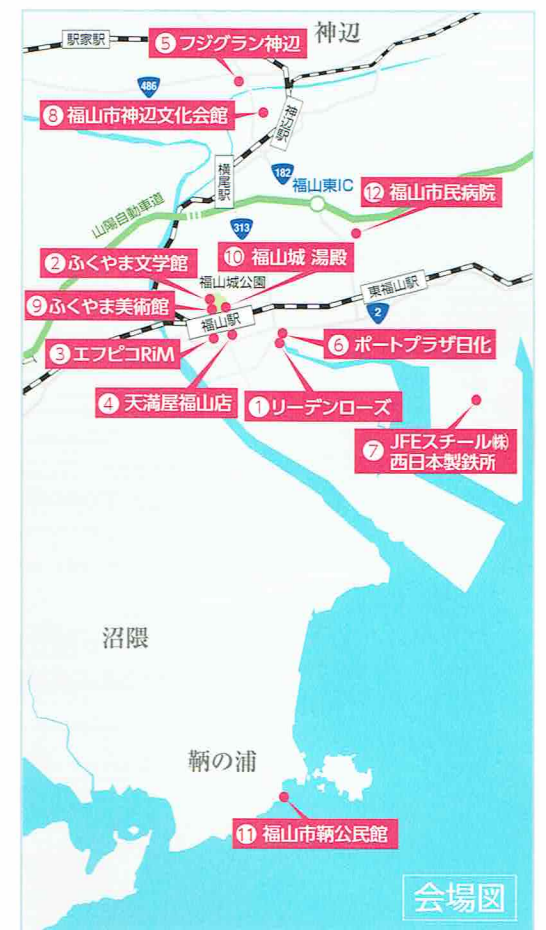 駅家駅
⑤ フジグラン神辺
神辺
486
⑧ 福山市神辺文化会館
神辺駅
横尾駅
182
福山東IC
⑫ 福山市民病院
山陽自動車道
313
⑩ 福山城 湯殿
② ふくやま文学館
福山城公園
⑨ ふくやま美術館
東福山駅
福山駅
2
③ エフピコRiM
⑥ ポートプラザ日化
④ 天満屋福山店
① リーデンローズ
⑦ JFEスチール㈱
西日本製鉄所
沼隈
鞆の浦
⑪ 福山市鞆公民館
会場図